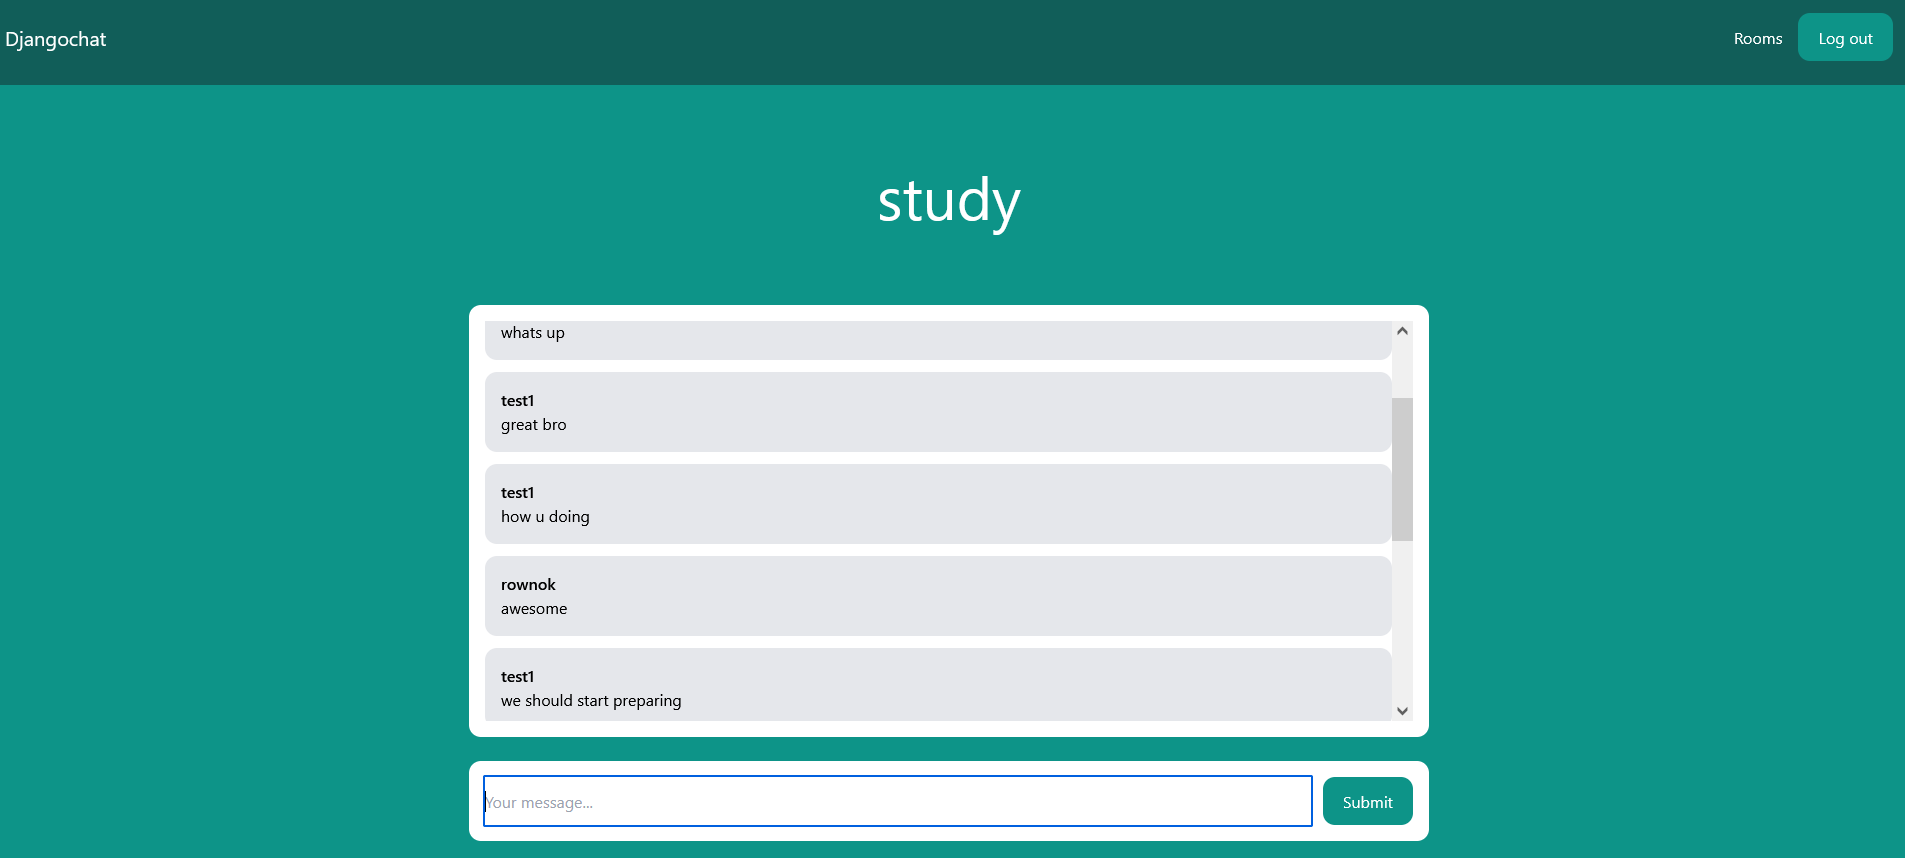 Djangochat
Rooms
Log out
study
whats up
test1
great bro
test1
how u doing
rownok
awesome
test1
we should start preparing
Your message...
Submit